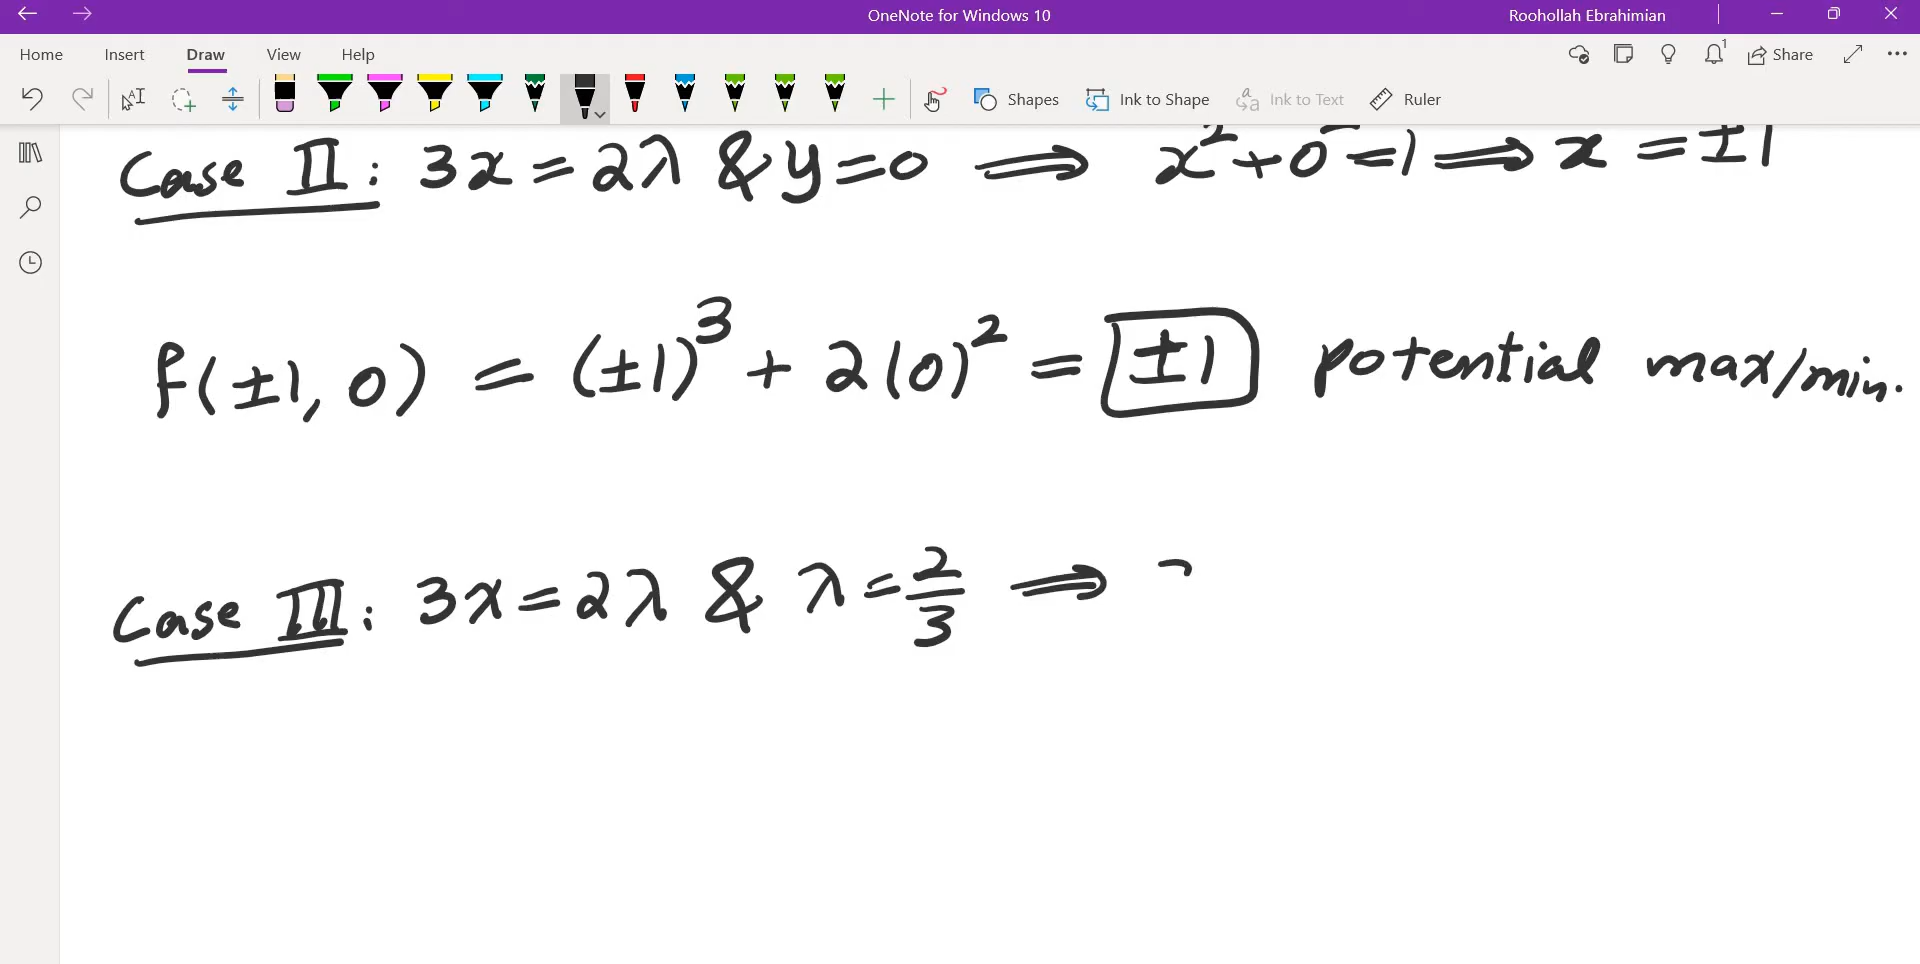 OneNote for Windows 10
Roohollah Ebrahimian
Home Insert Draw View Help
1
Share
Shapes Ink to Shape Ink to Text Ruler
Case II: 3x = 2λ & y = 0 ⟹ x² + 0² = 1 ⟹ x = ±1
f(±1, 0) = (±1)³ + 2(0)² = ±1 potential max/min.
Case III: 3x = 2λ & λ = 2/3 ⟹